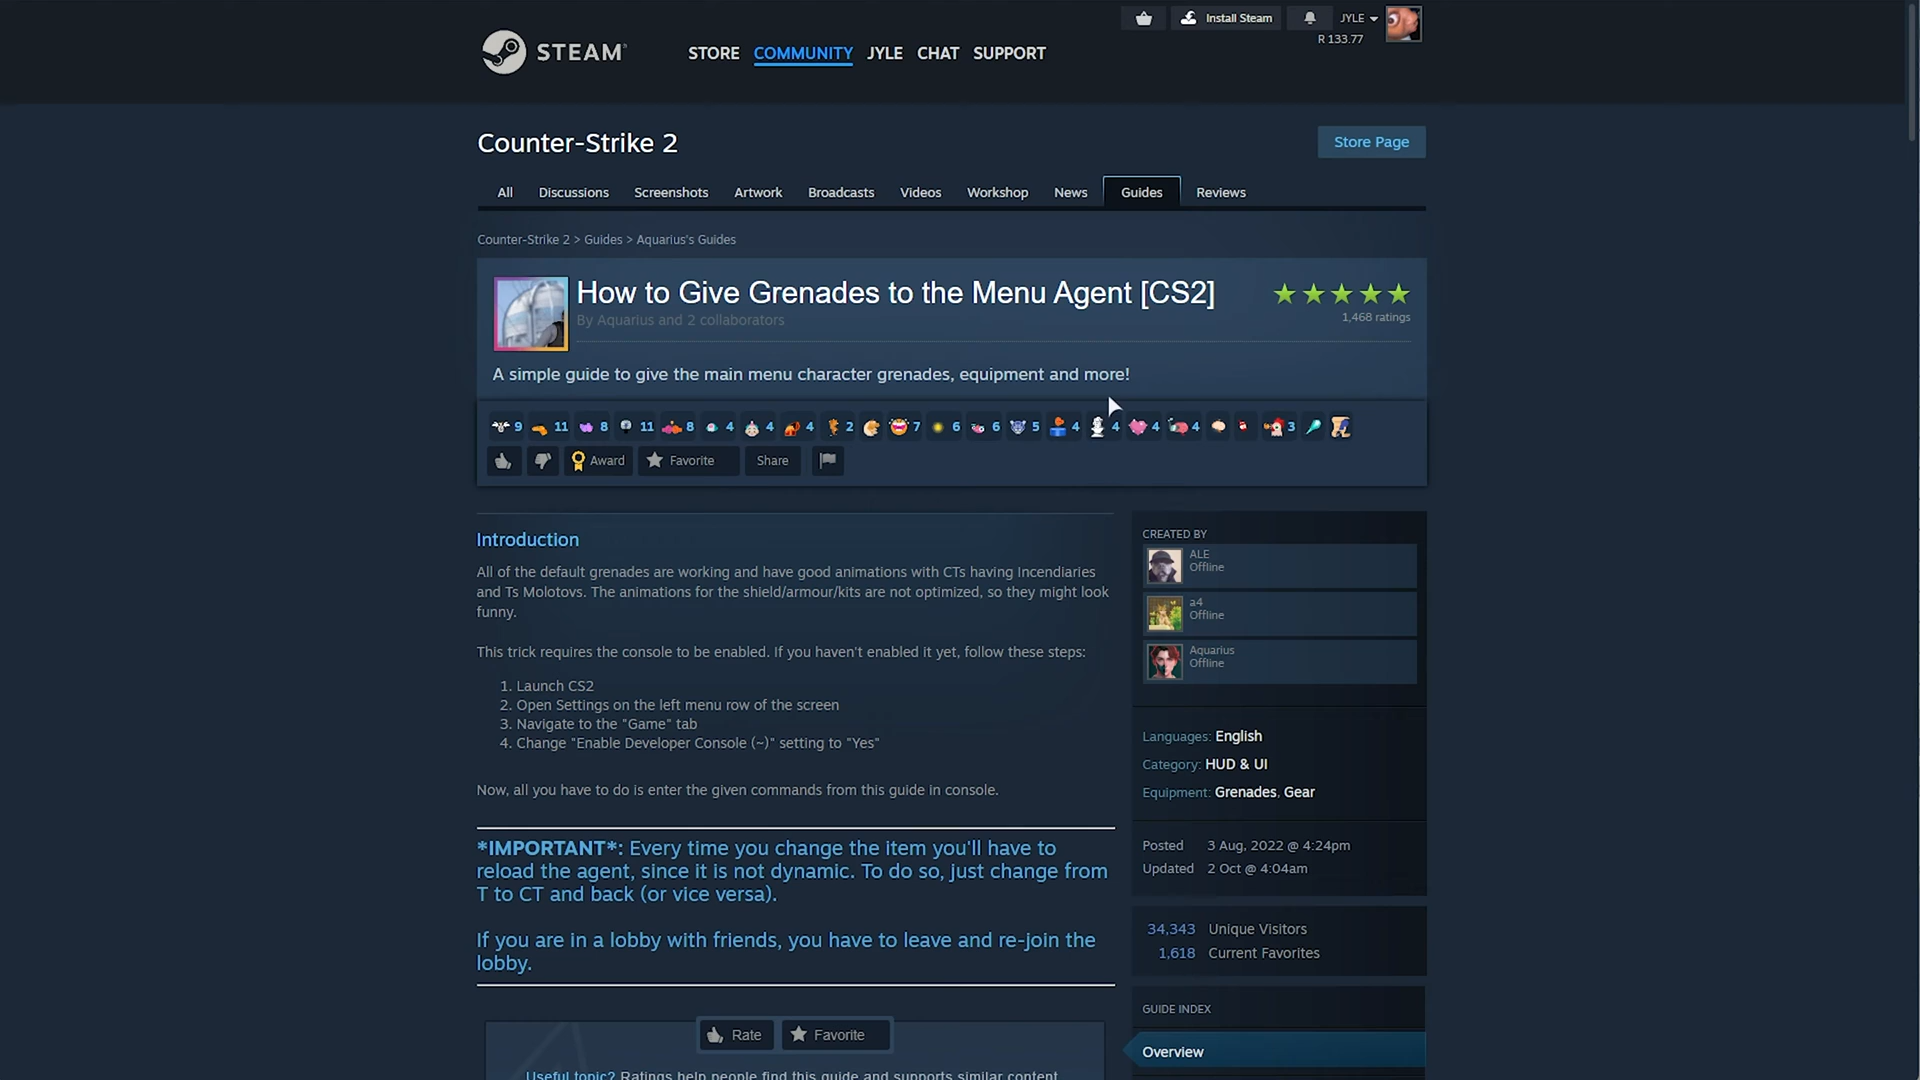 Install Steam
JYLE
R 133.77
STEAM
STORE COMMUNITY JYLE CHAT SUPPORT
Counter-Strike 2
Store Page
All Discussions Screenshots Artwork Broadcasts Videos Workshop News Guides Reviews
Counter-Strike 2 > Guides > Aquarius's Guides
How to Give Grenades to the Menu Agent [CS2]
By Aquarius and 2 collaborators
1,468 ratings
A simple guide to give the main menu character grenades, equipment and more!
9 11 8 11 8 4 4 4 2 7 6 6 5 4 4 4 4 3
Award Favorite Share
Introduction
All of the default grenades are working and have good animations with CTs having Incendiaries
and Ts Molotovs. The animations for the shield/armour/kits are not optimized, so they might look
funny.
This trick requires the console to be enabled. If you haven't enabled it yet, follow these steps:
1. Launch CS2
2. Open Settings on the left menu row of the screen
3. Navigate to the "Game" tab
4. Change "Enable Developer Console (~)" setting to "Yes"
Now, all you have to do is enter the given commands from this guide in console.
*IMPORTANT*: Every time you change the item you'll have to
reload the agent, since it is not dynamic. To do so, just change from
T to CT and back (or vice versa).
If you are in a lobby with friends, you have to leave and re-join the
lobby.
Rate Favorite
Useful topic? Ratings help people find this guide and supports similar content
CREATED BY
ALE
Offline
a4
Offline
Aquarius
Offline
Languages: English
Category: HUD & UI
Equipment: Grenades, Gear
Posted 3 Aug, 2022 @ 4:24pm
Updated 2 Oct @ 4:04am
34,343 Unique Visitors
1,618 Current Favorites
GUIDE INDEX
Overview